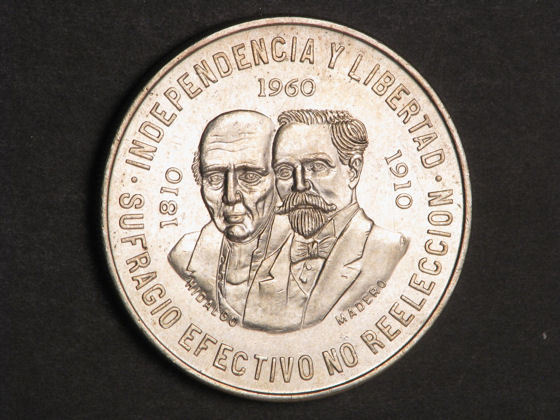 INDEPENDENCIA Y LIBERTAD
1960
1810
1910
HIDALGO
MADERO
· SUFRAGIO EFECTIVO NO REELECCION ·